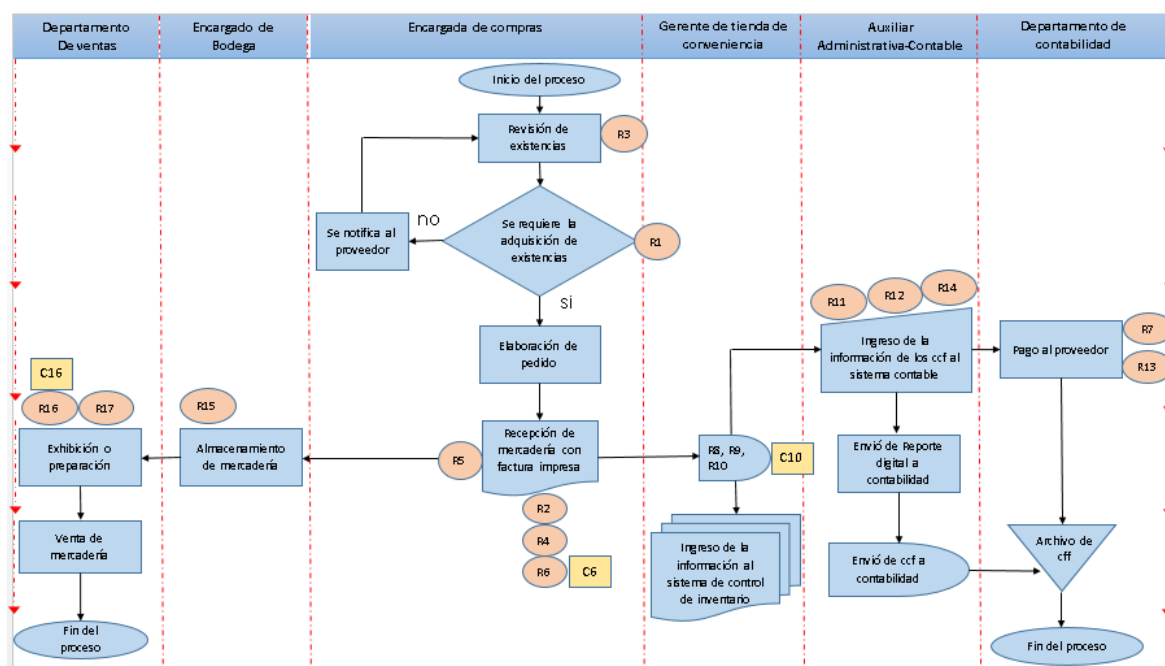 Departamento
De ventas
Encargado de
Bodega
Encargada de compras
Gerente de tienda de
conveniencia
Auxiliar
Administrativa-Contable
Departamento de
contabilidad
Inicio del proceso
Revisión de
existencias
R3
Se notifica al
proveedor
no
Se requiere la
adquisición de
existencias
R1
si
Elaboración de
pedido
R11
R12
R14
Ingreso de la
información de los ccf al
sistema contable
Pago al proveedor
R7
R13
C16
R16
R17
R15
Exhibición o
preparación
Almacenamiento
de mercadería
R5
Recepción de
mercadería con
factura impresa
R8, R9,
R10
C10
Envió de Reporte
digital a
contabilidad
R2
R4
R6
C6
Venta de
mercadería
Ingreso de la
información al
sistema de control
de inventario
Envió de ccf a
contabilidad
Archivo de
cff
Fin del
proceso
Fin del proceso